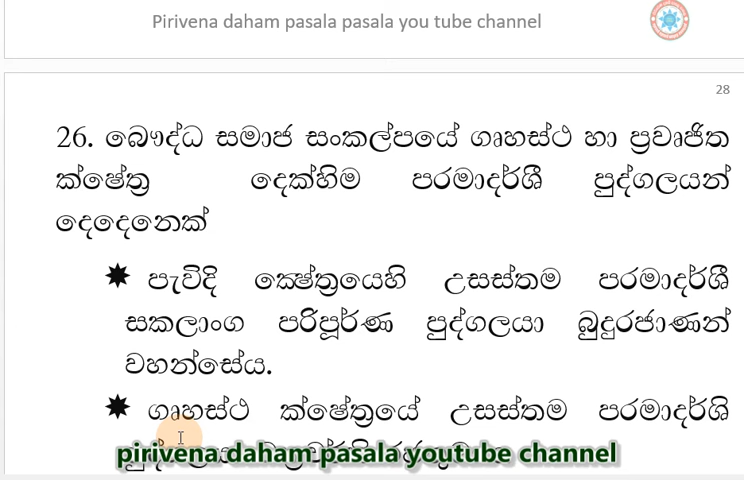 Pirivena daham pasala pasala you tube channel
28
26. බෞද්ධ සමාජ සංකල්පයේ ගෘහස්ථ හා ප්‍රවෘජිත
ක්ෂේත්‍ර දෙක්හිම පරමාදර්ශී පුද්ගලයන්
දෙදෙනෙක්
පැවිදි ක්‍ෂේත්‍රයෙහි උසස්තම පරමාදර්ශී
සකලාංග පරිපූර්ණ පුද්ගලයා බුදුරජාණන්
වහන්සේය.
ගෘහස්ථ ක්ෂේත්‍රයේ උසස්තම පරමාදර්ශි
pirivena daham pasala youtube channel